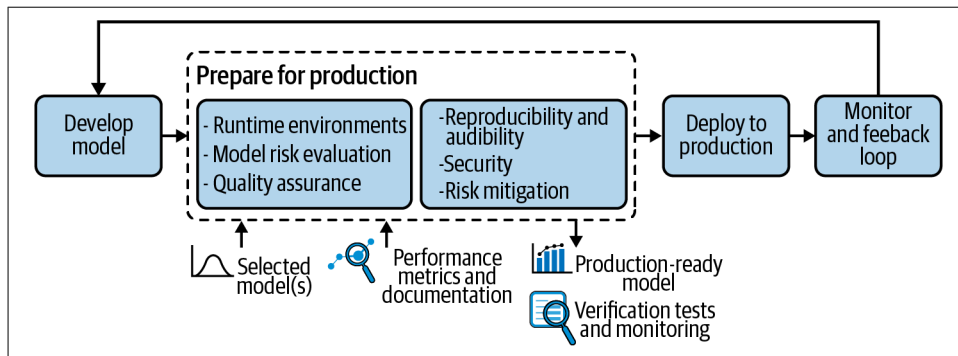 Prepare for production
Develop
model
- Runtime environments
- Model risk evaluation
- Quality assurance
-Reproducibility and
audibility
-Security
-Risk mitigation
Deploy to
production
Monitor
and feeback
loop
Selected
model(s)
Performance
metrics and
documentation
Production-ready
model
Verification tests
and monitoring